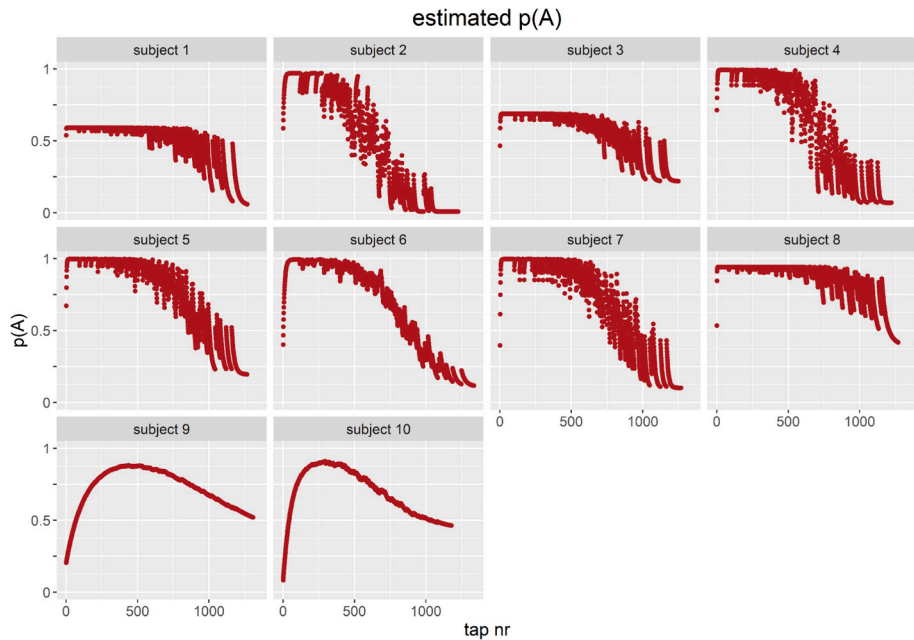 estimated p(A)
subject 1 subject 2 subject 3 subject 4
1
0.5
0
subject 5 subject 6 subject 7 subject 8
1
0.5
0
0 500 1000 0 500 1000
subject 9 subject 10
1
0.5
0
0 500 1000 0 500 1000
p(A)
tap nr